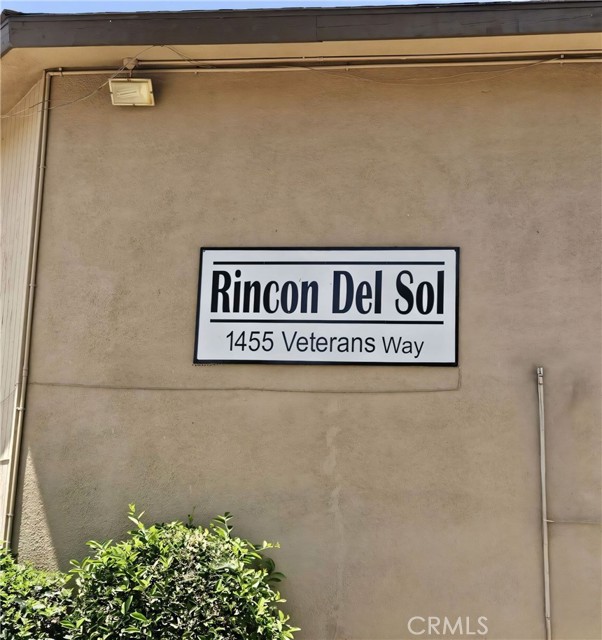 Rincon Del Sol
1455 Veterans Way
CRMLS